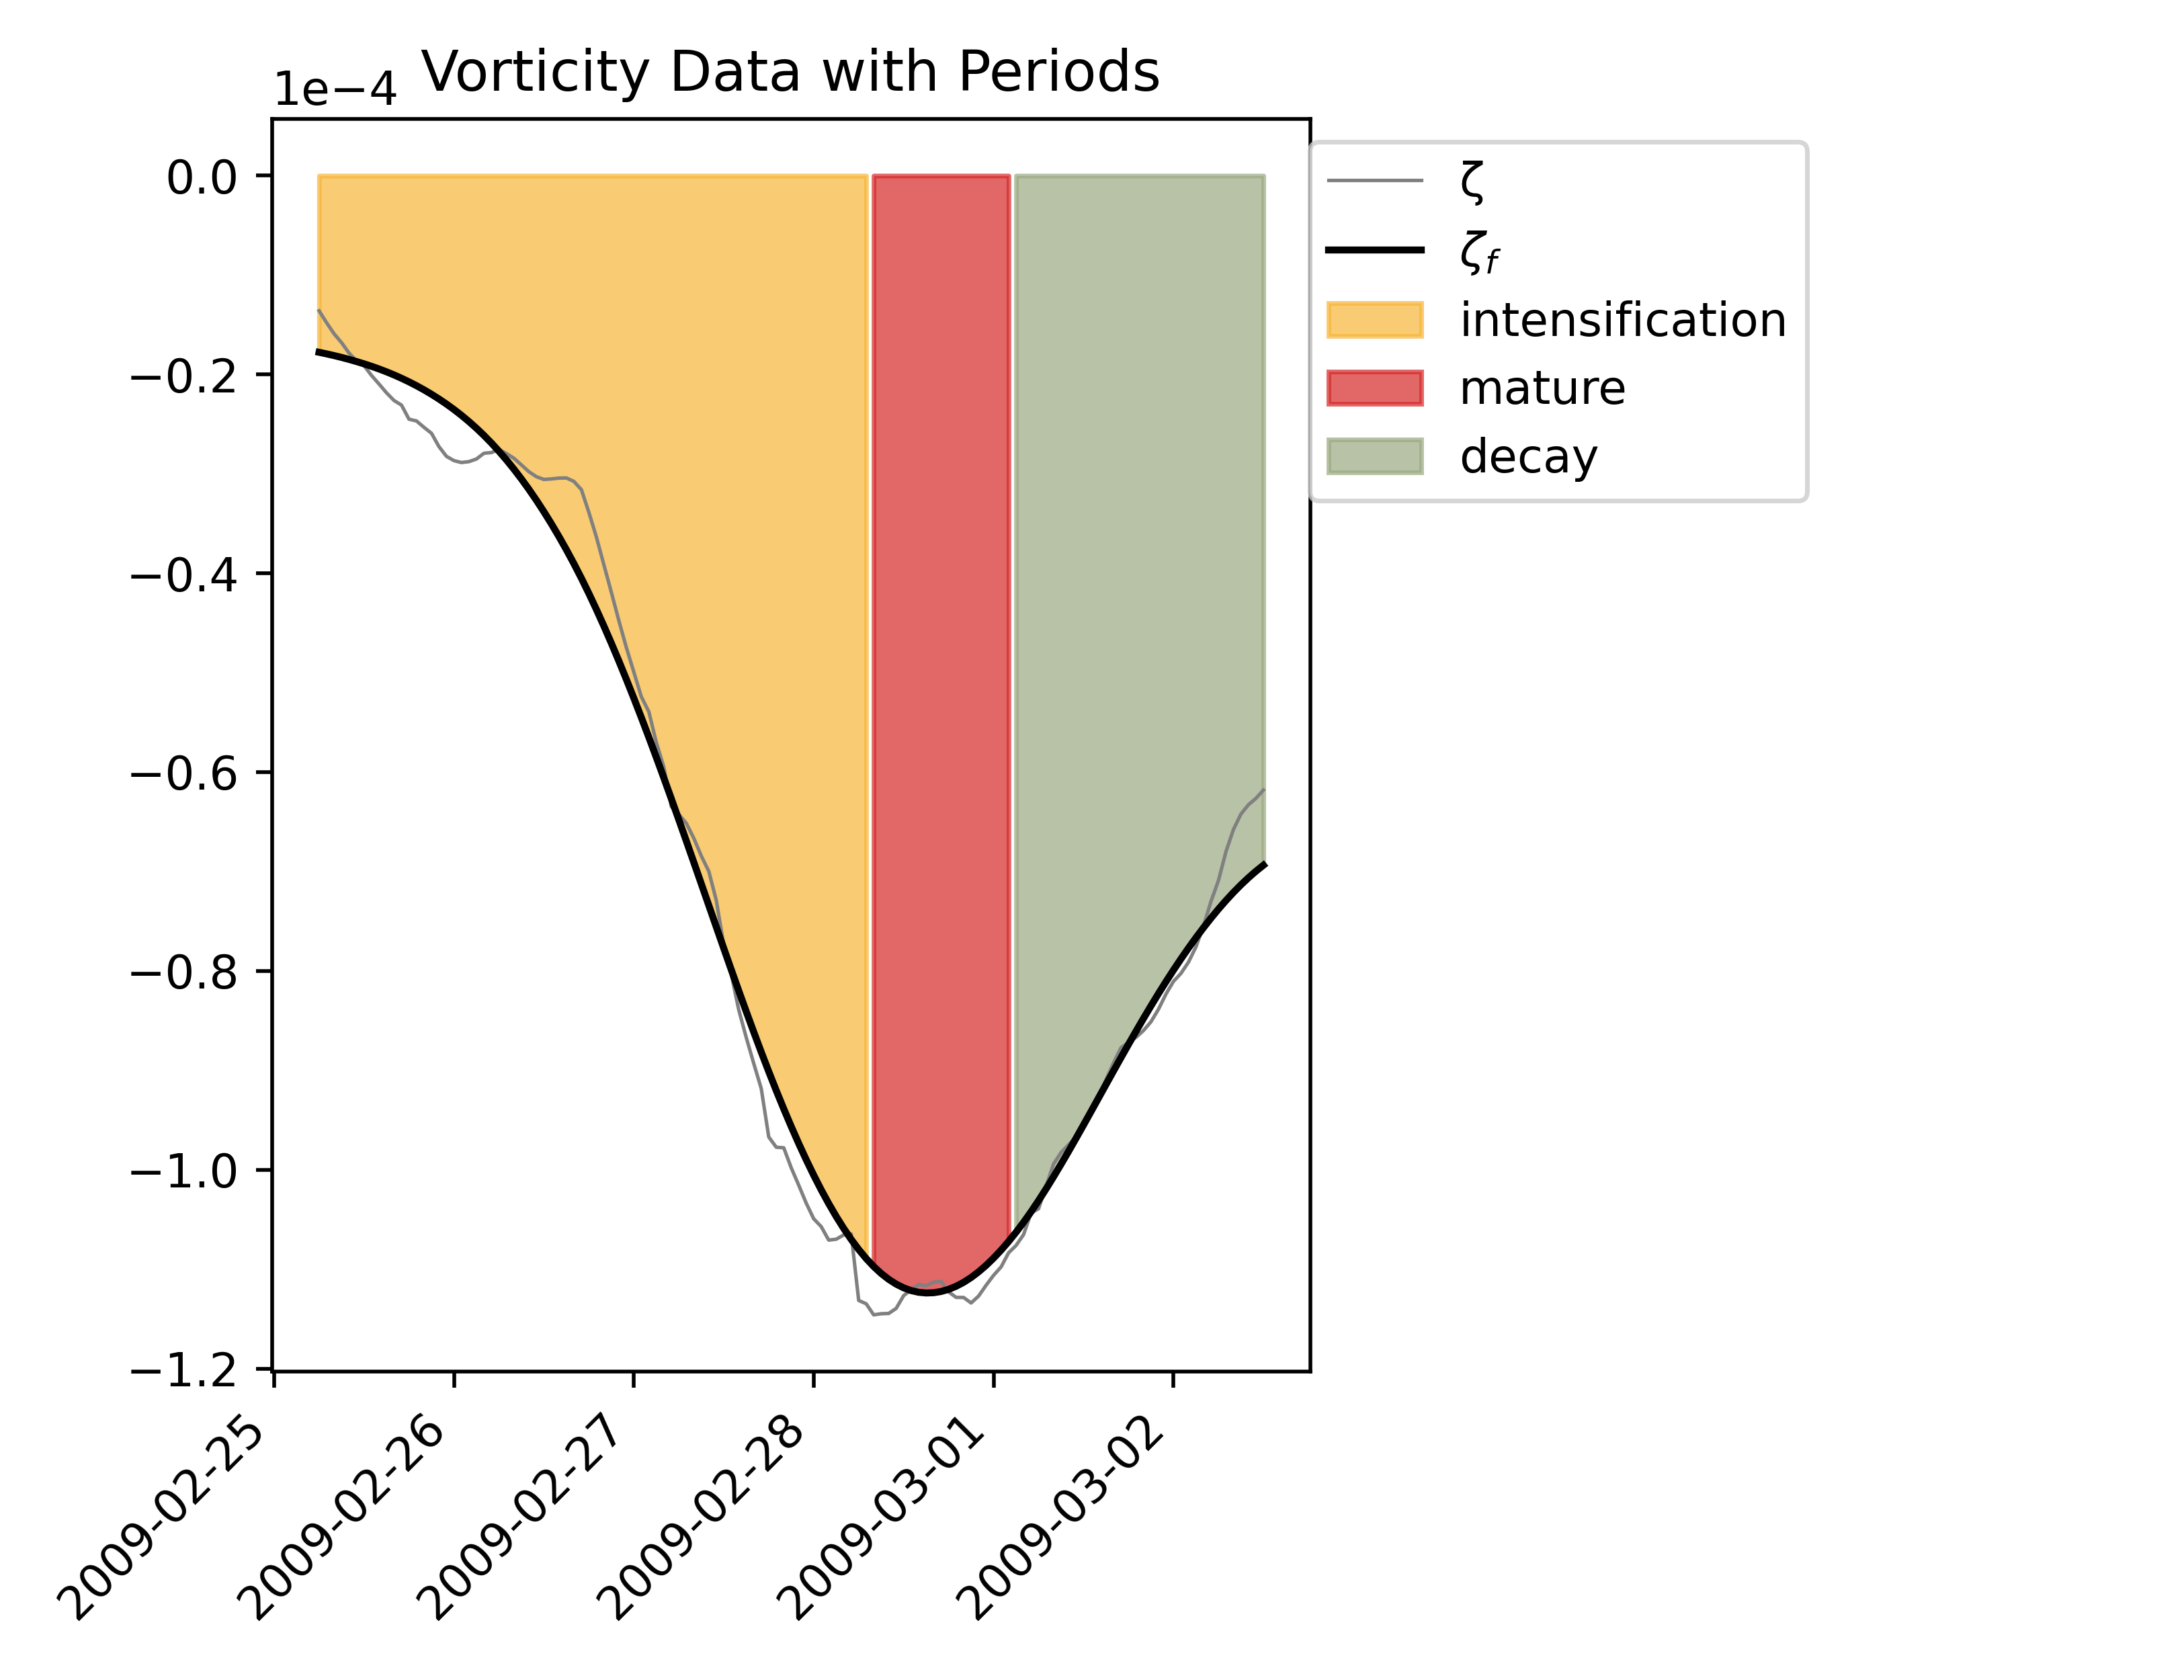 Vorticity Data with Periods
1e−4
0.0
−0.2
−0.4
−0.6
−0.8
−1.0
−1.2
2009-02-25
2009-02-26
2009-02-27
2009-02-28
2009-03-01
2009-03-02
ζ
ζf
intensification
mature
decay